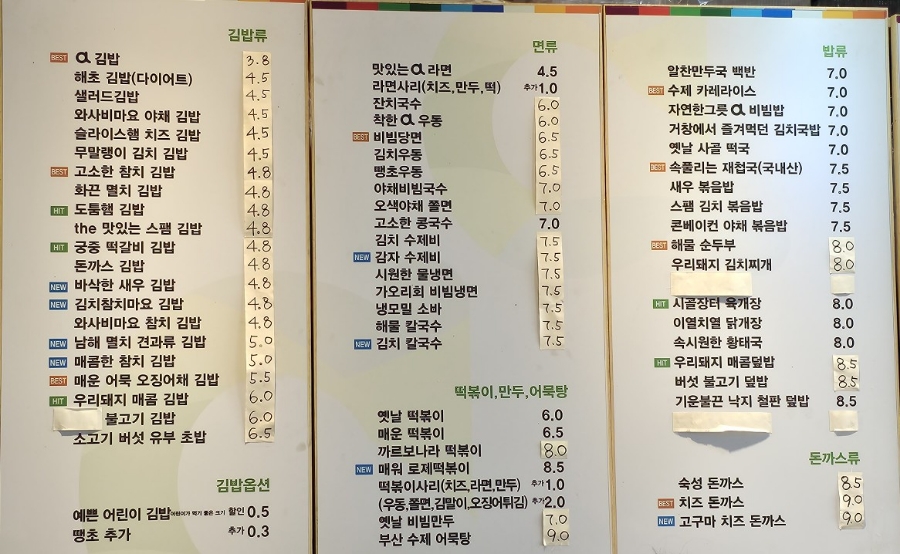 김밥류
BEST a 김밥 3.8
해초 김밥(다이어트) 4.5
샐러드김밥 4.5
와사비마요 야채 김밥 4.5
슬라이스햄 치즈 김밥 4.5
무말랭이 김치 김밥 4.5
BEST 고소한 참치 김밥 4.8
화끈 멸치 김밥 4.8
HIT 도톰햄 김밥 4.8
the 맛있는 스팸 김밥 4.8
HIT 궁중 떡갈비 김밥 4.8
돈까스 김밥 4.8
NEW 바삭한 새우 김밥 4.8
NEW 김치참치마요 김밥 4.8
와사비마요 참치 김밥 4.8
NEW 남해 멸치 견과류 김밥 5.0
NEW 매콤한 참치 김밥 5.0
BEST 매운 어묵 오징어채 김밥 5.5
HIT 우리돼지 매콤 김밥 6.0
불고기 김밥 6.0
소고기 버섯 유부 초밥 6.5
김밥옵션
예쁜 어린이 김밥 어린이가 먹기 좋은 크기 할인 0.5
땡초 추가 추가 0.3
면류
맛있는 a 라면 4.5
라면사리(치즈,만두,떡) 추가 1.0
잔치국수 6.0
착한 a 우동 6.0
BEST 비빔당면 6.5
김치우동 6.5
땡초우동 6.5
야채비빔국수 7.0
오색야채 쫄면 7.0
고소한 콩국수 7.0
김치 수제비 7.5
NEW 감자 수제비 7.5
시원한 물냉면 7.5
가오리회 비빔냉면 7.5
냉모밀 소바 7.5
해물 칼국수 7.5
NEW 김치 칼국수 7.5
떡볶이,만두,어묵탕
옛날 떡볶이 6.0
매운 떡볶이 6.5
까르보나라 떡볶이 8.0
NEW 매워 로제떡볶이 8.5
떡볶이사리(치즈,라면,만두) 추가 1.0
(우동,쫄면,김말이,오징어튀김) 추가 2.0
옛날 비빔만두 7.0
부산 수제 어묵탕 9.0
밥류
알찬만두국 백반 7.0
BEST 수제 카레라이스 7.0
자연한그릇 a 비빔밥 7.0
거창에서 즐겨먹던 김치국밥 7.0
옛날 사골 떡국 7.0
BEST 속풀리는 재첩국(국내산) 7.5
새우 볶음밥 7.5
스팸 김치 볶음밥 7.5
콘베이컨 야채 볶음밥 7.5
BEST 해물 순두부 8.0
우리돼지 김치찌개 8.0
HIT 시골장터 육개장 8.0
이열치열 닭개장 8.0
속시원한 황태국 8.0
HIT 우리돼지 매콤덮밥 8.5
버섯 불고기 덮밥 8.5
기운불끈 낙지 철판 덮밥 8.5
돈까스류
숙성 돈까스 8.5
BEST 치즈 돈까스 9.0
NEW 고구마 치즈 돈까스 9.0